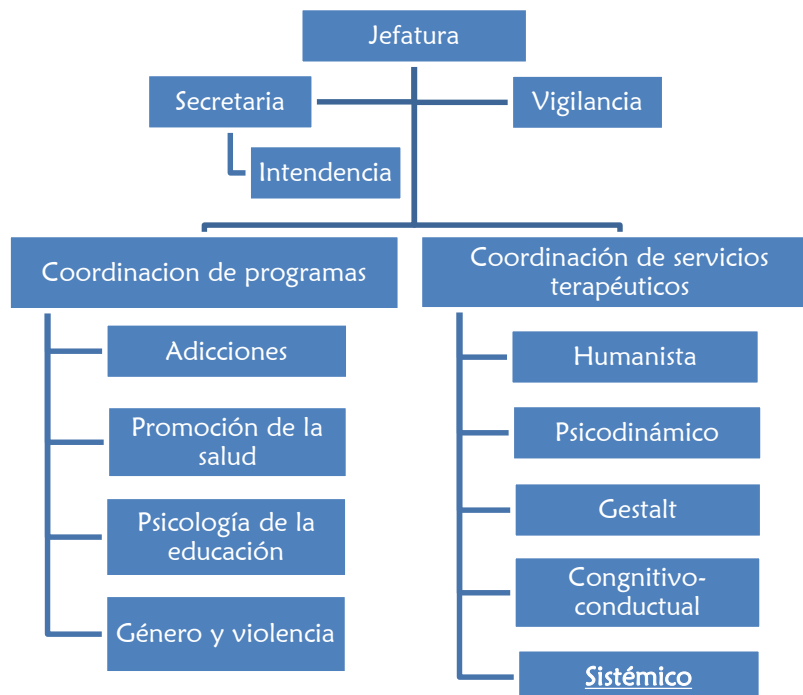 Jefatura
Secretaria
Vigilancia
Intendencia
Coordinacion de programas
Coordinación de servicios
terapéuticos
Adicciones
Promoción de la
salud
Psicología de la
educación
Género y violencia
Humanista
Psicodinámico
Gestalt
Congnitivo-
conductual
Sistémico